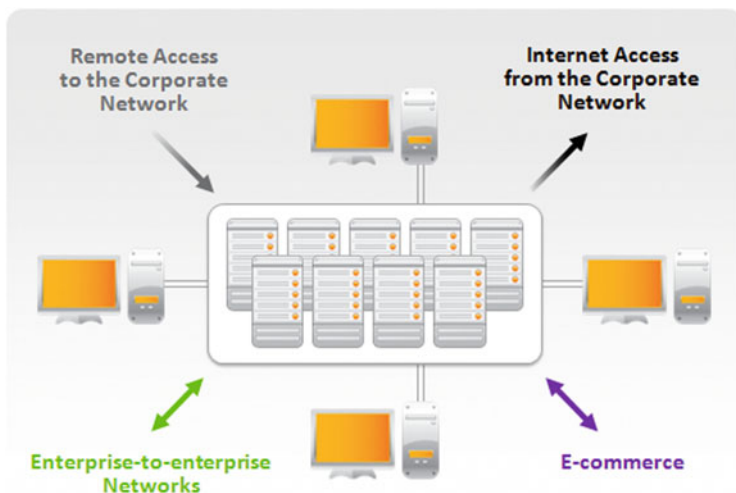 Remote Access
to the Corporate
Network
Internet Access
from the Corporate
Network
Enterprise-to-enterprise
Networks
E-commerce